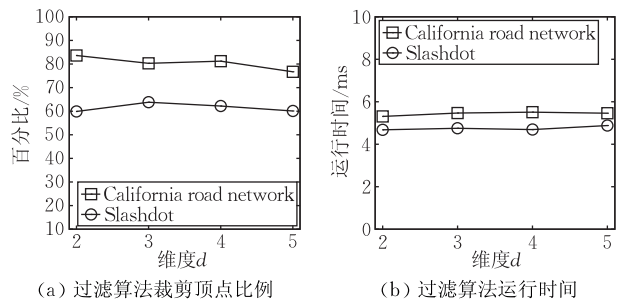 100
90
80
70
60
50
40
30
20
10
百分比/%
California road network
Slashdot
2 3 4 5
维度d
(a) 过滤算法裁剪顶点比例
10
8
6
4
2
0
运行时间/ms
California road network
Slashdot
2 3 4 5
维度d
(b) 过滤算法运行时间